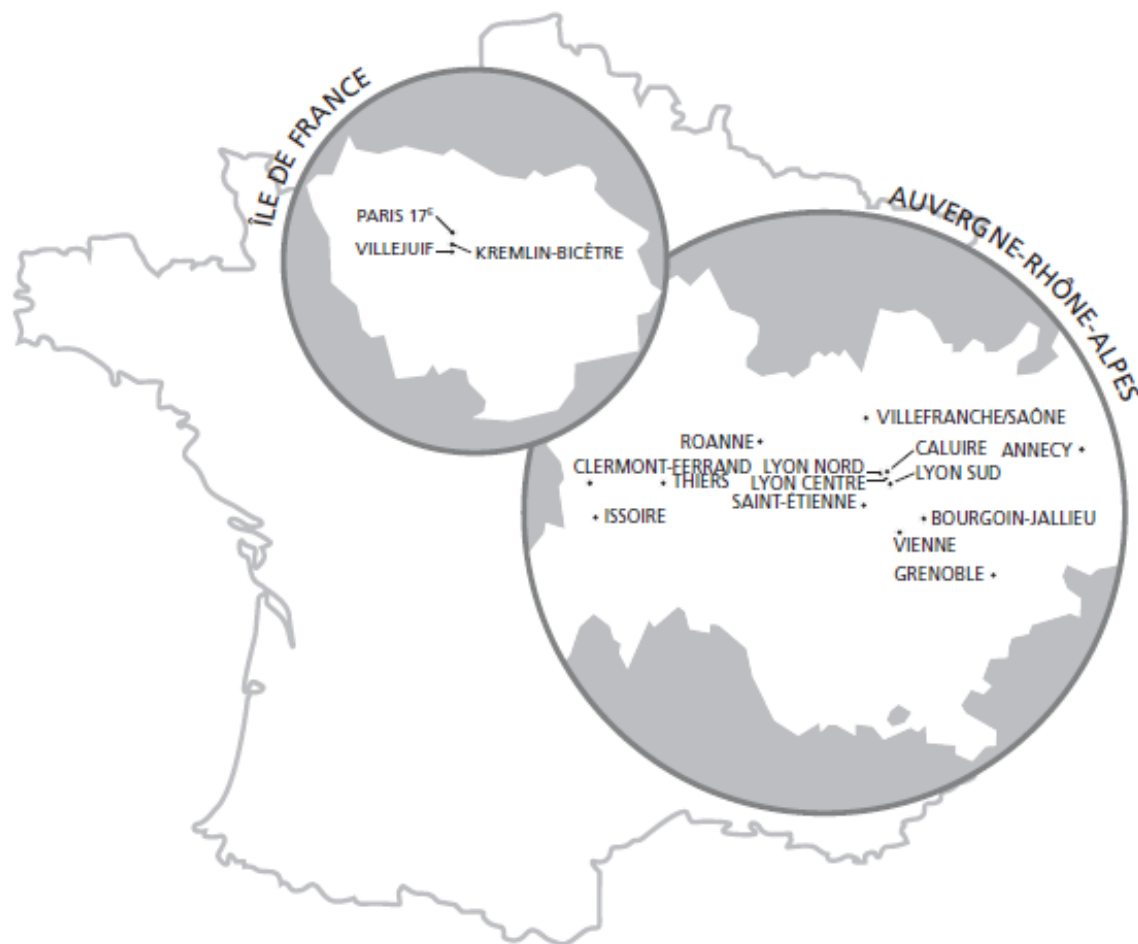 ÎLE DE FRANCE
PARIS 17E
VILLEJUIF
KREMLIN-BICÊTRE
AUVERGNE-RHÔNE-ALPES
VILLEFRANCHE/SAÔNE
ROANNE
CALUIRE
ANNECY
CLERMONT-FERRAND
LYON NORD
THIERS
LYON CENTRE
LYON SUD
SAINT-ÉTIENNE
ISSOIRE
BOURGOIN-JALLIEU
VIENNE
GRENOBLE